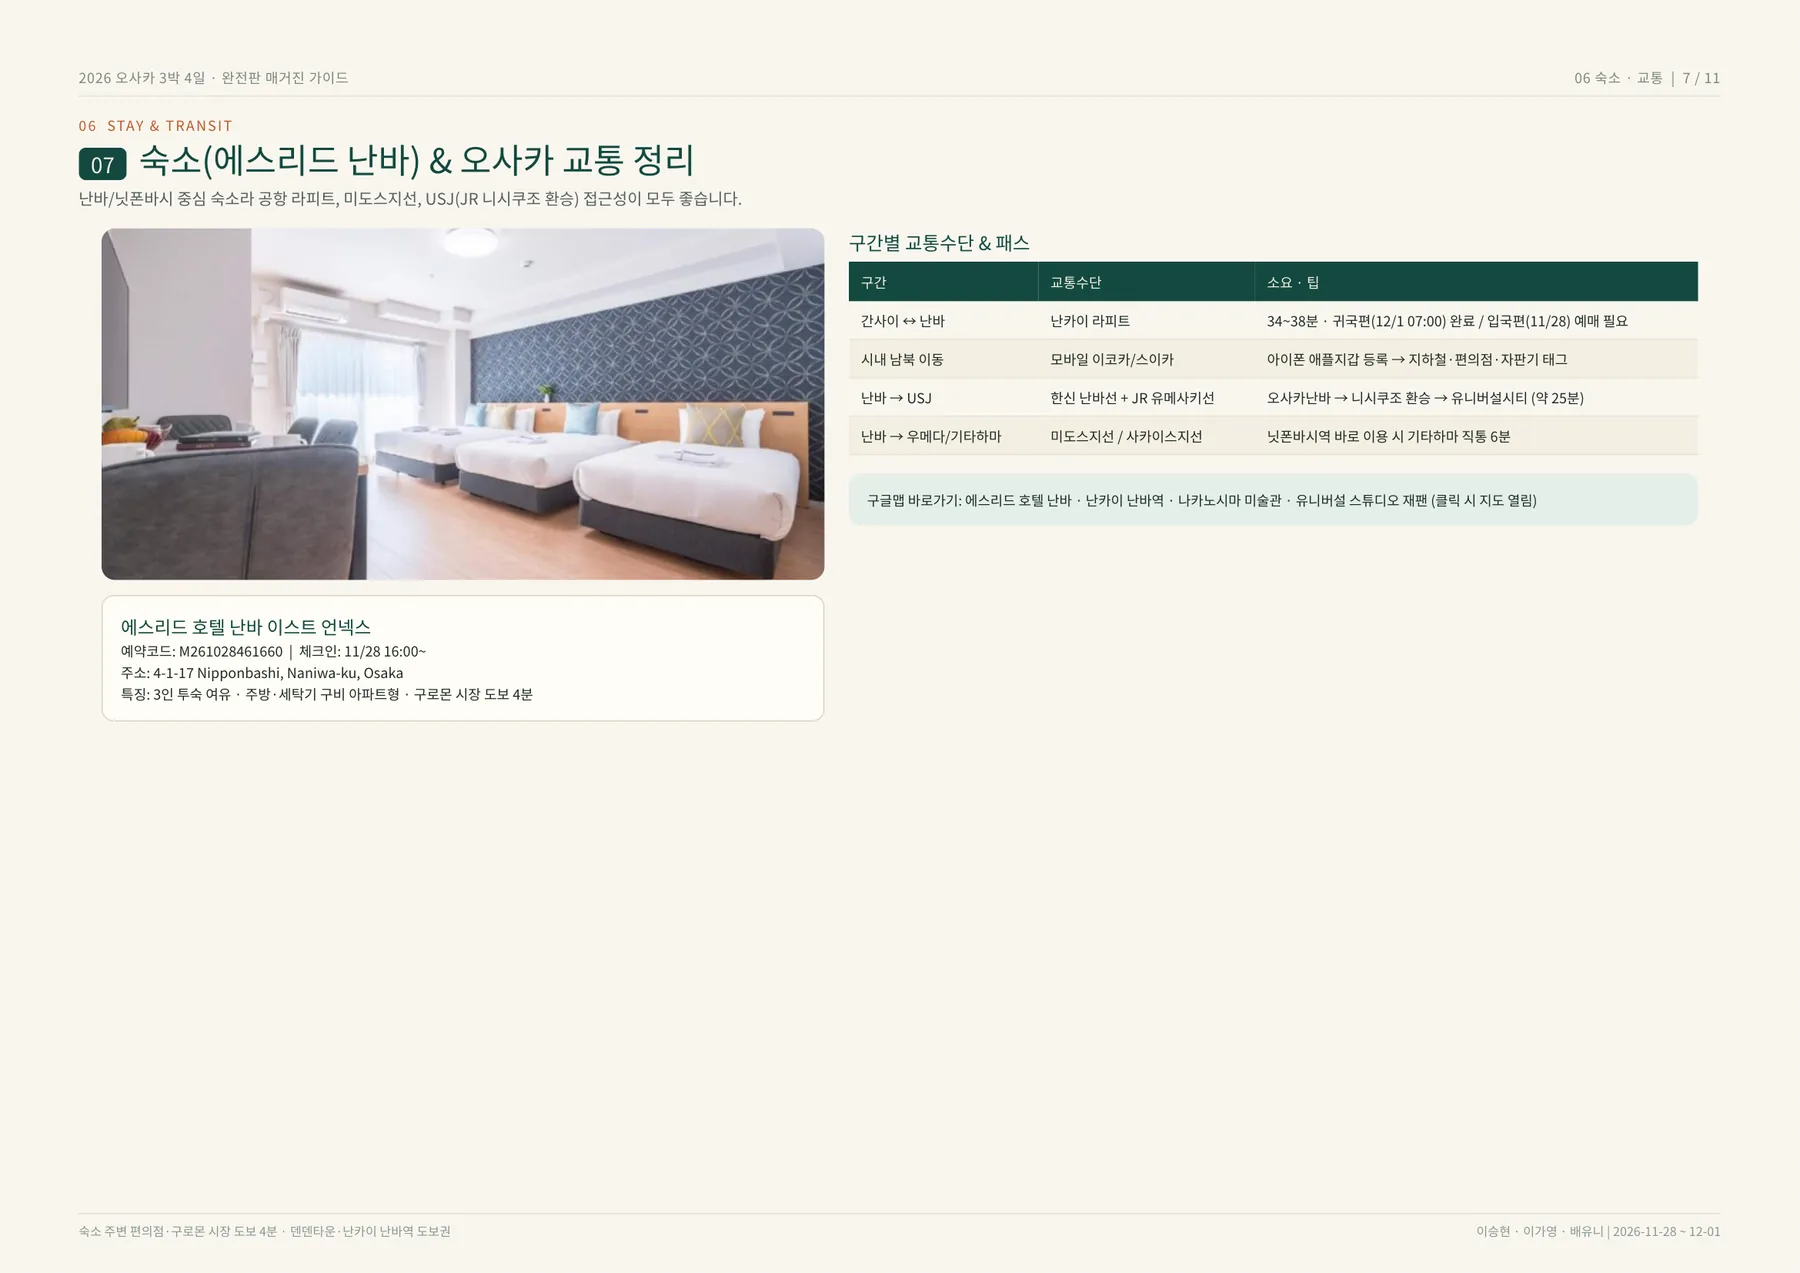 2026 오사카 3박 4일 · 완전판 매거진 가이드
06 숙소 · 교통 | 7 / 11
06 STAY & TRANSIT
07 숙소(에스리드 난바) & 오사카 교통 정리
난바/닛폰바시 중심 숙소라 공항 라피트, 미도스지선, USJ(JR 니시쿠조 환승) 접근성이 모두 좋습니다.
에스리드 호텔 난바 이스트 언넥스
예약코드: M261028461660 | 체크인: 11/28 16:00~
주소: 4-1-17 Nipponbashi, Naniwa-ku, Osaka
특징: 3인 투숙 여유 · 주방·세탁기 구비 아파트형 · 구로몬 시장 도보 4분
구간별 교통수단 & 패스
구간 교통수단 소요 · 팁
간사이 ↔ 난바 난카이 라피트 34~38분 · 귀국편(12/1 07:00) 완료 / 입국편(11/28) 예매 필요
시내 남북 이동 모바일 이코카/스이카 아이폰 애플지갑 등록 → 지하철·편의점·자판기 태그
난바 → USJ 한신 난바선 + JR 유메사키선 오사카난바 → 니시쿠조 환승 → 유니버설시티 (약 25분)
난바 → 우메다/기타하마 미도스지선 / 사카이스지선 닛폰바시역 바로 이용 시 기타하마 직통 6분
구글맵 바로가기: 에스리드 호텔 난바 · 난카이 난바역 · 나카노시마 미술관 · 유니버설 스튜디오 재팬 (클릭 시 지도 열림)
숙소 주변 편의점·구로몬 시장 도보 4분 · 덴덴타운·난카이 난바역 도보권
이승현 · 이가영 · 배유니 | 2026-11-28 ~ 12-01